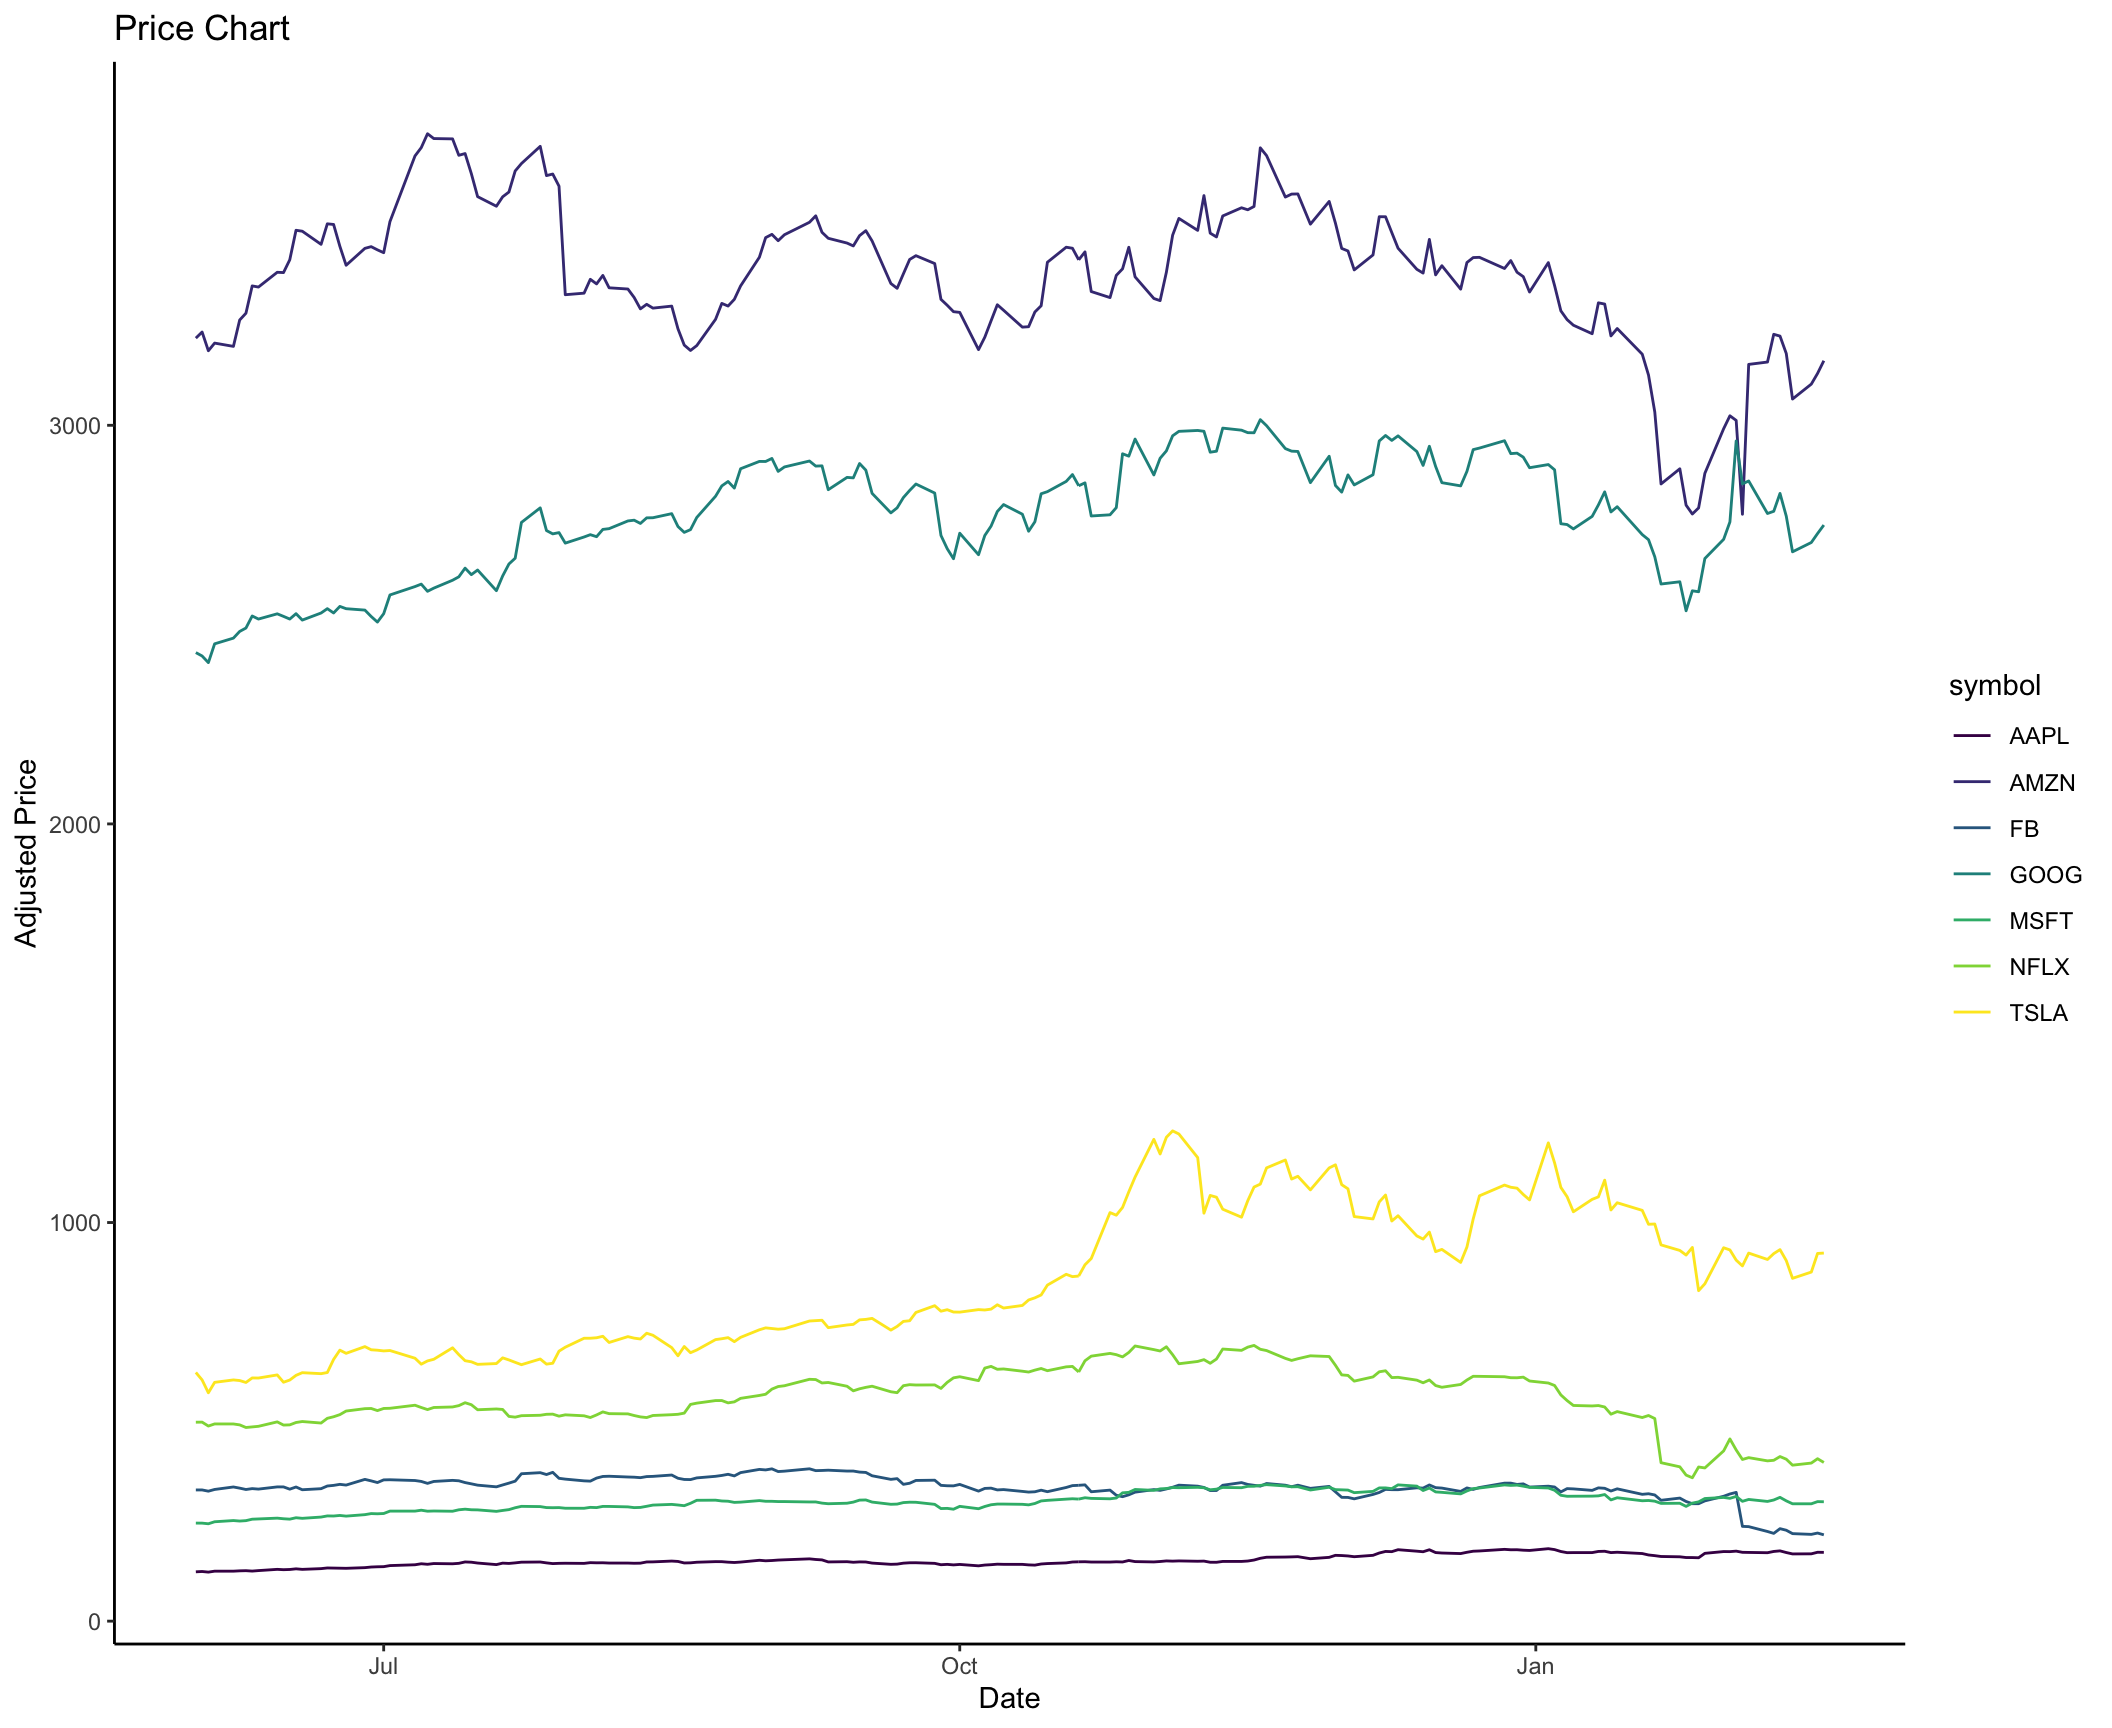 Price Chart
Adjusted Price
3000
2000
1000
0
Jul
Oct
Jan
Date
symbol
AAPL
AMZN
FB
GOOG
MSFT
NFLX
TSLA